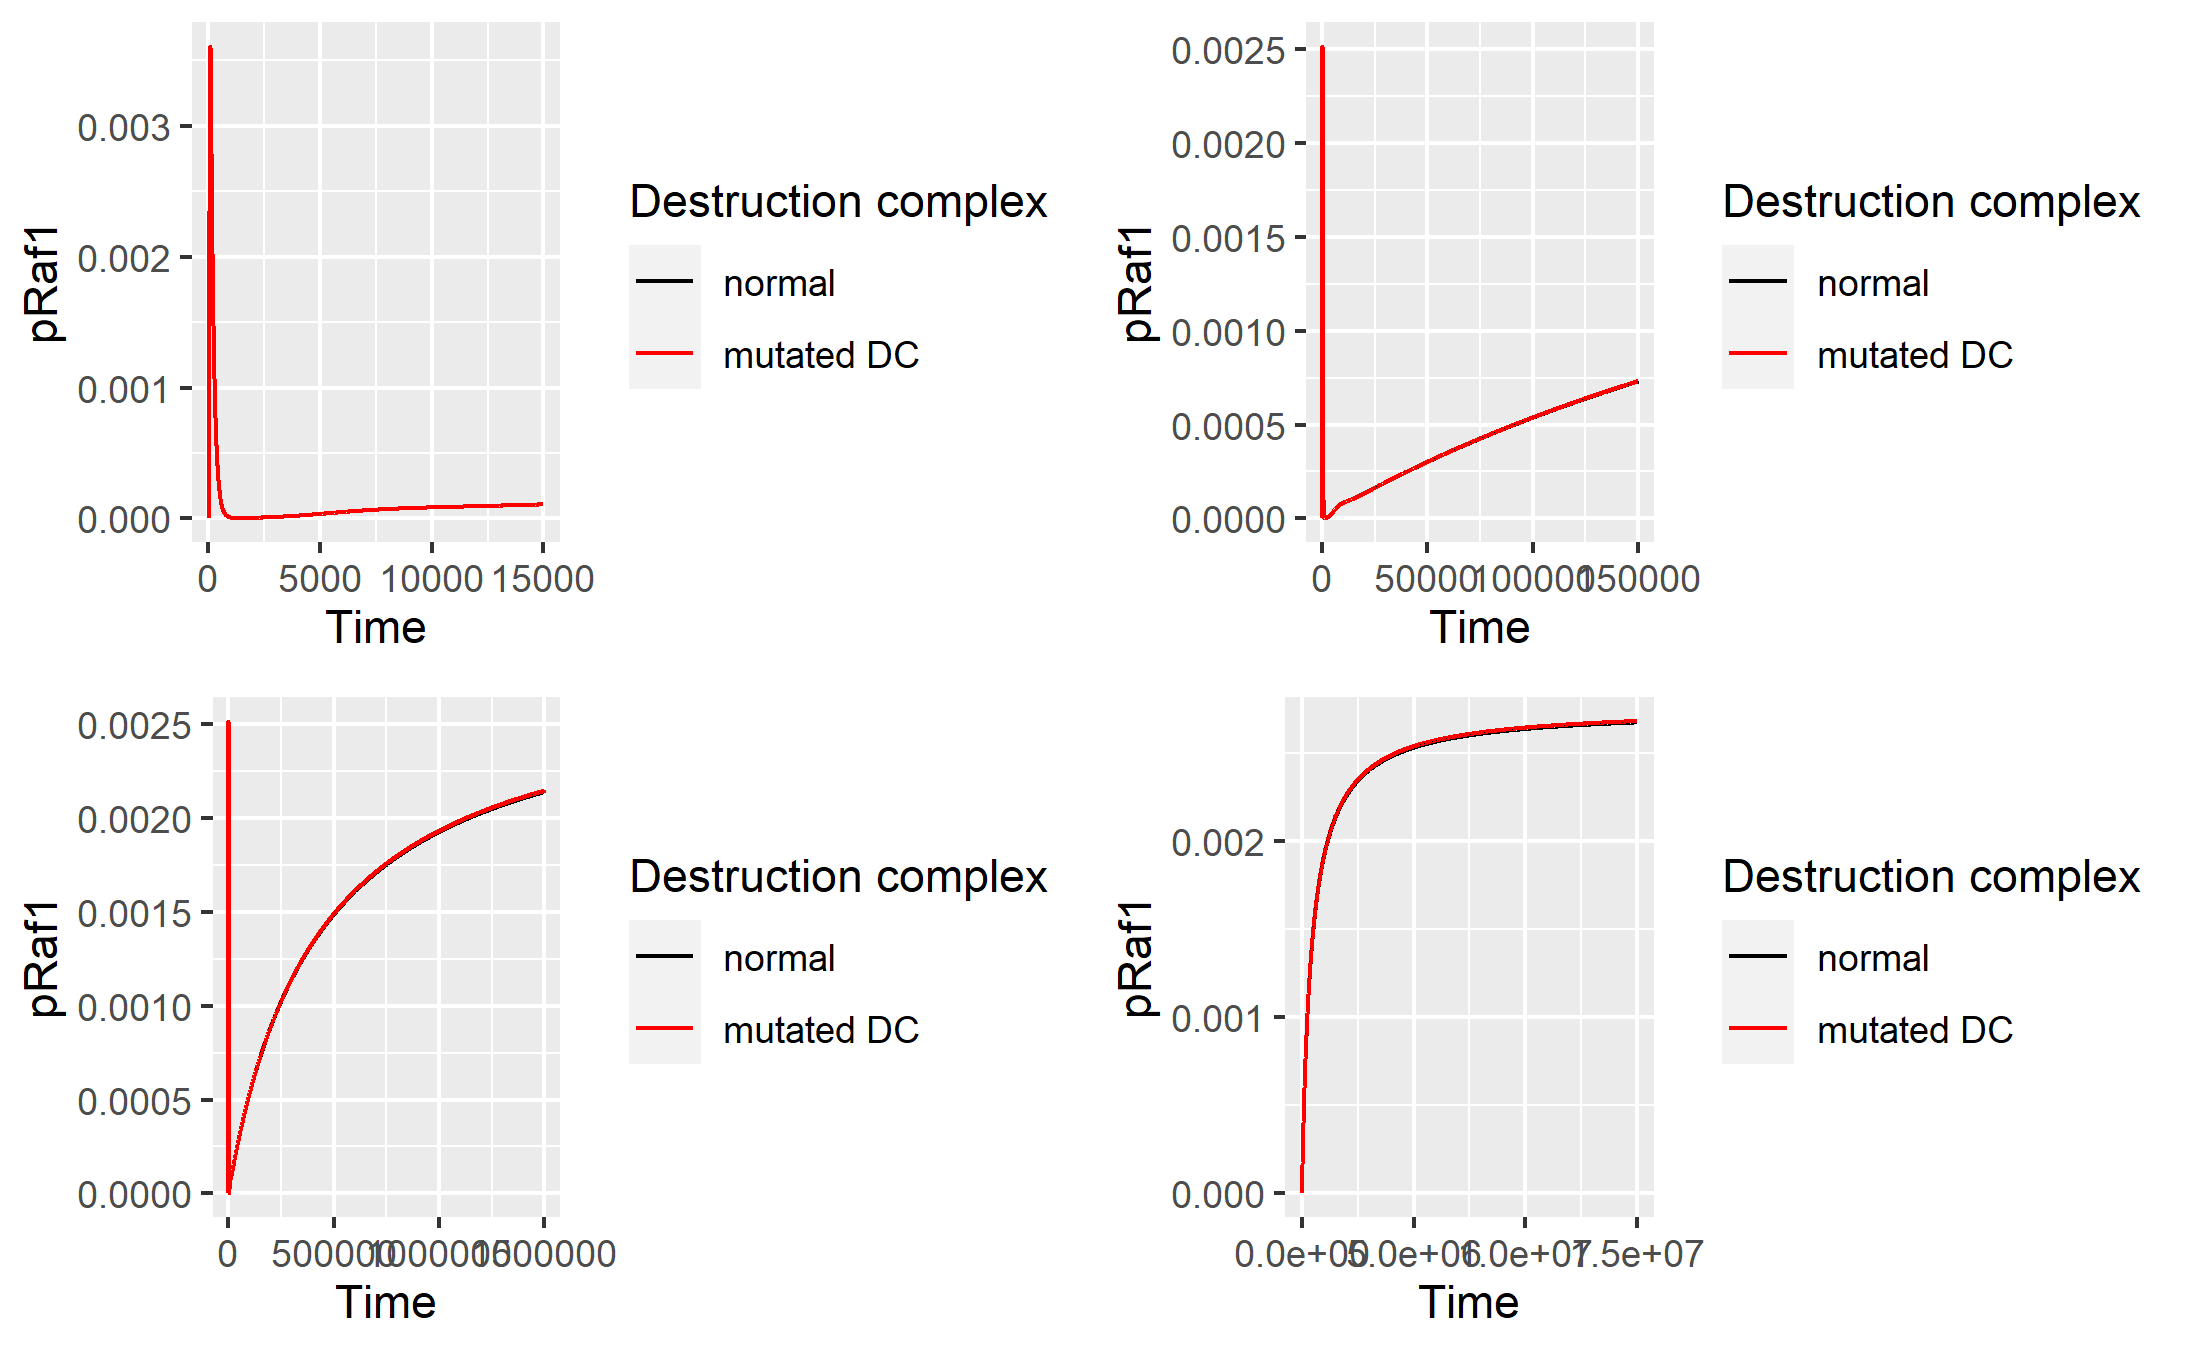 0.003
0.002
0.001
0.000
pRaf1
0
5000
10000
15000
Time
Destruction complex
normal
mutated DC
0.0025
0.0020
0.0015
0.0010
0.0005
0.0000
pRaf1
0
50000
100000
150000
Time
Destruction complex
normal
mutated DC
0.0025
0.0020
0.0015
0.0010
0.0005
0.0000
pRaf1
0
500000
1000000
1500000
Time
Destruction complex
normal
mutated DC
0.002
0.001
0.000
pRaf1
0.0e+00
5.0e+06
1.0e+07
1.5e+07
Time
Destruction complex
normal
mutated DC